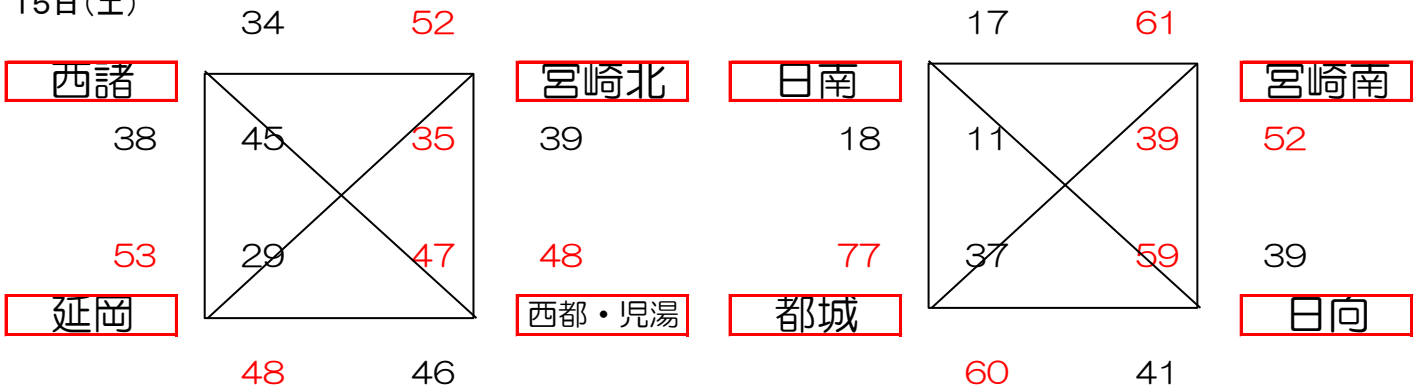 15日(土)
34 52 17 61
西諸 宮崎北 日南 宮崎南
38 45 35 39 18 11 39 52
53 29 47 48 77 37 59 39
延岡 西都・児湯 都城 日向
48 46 60 41